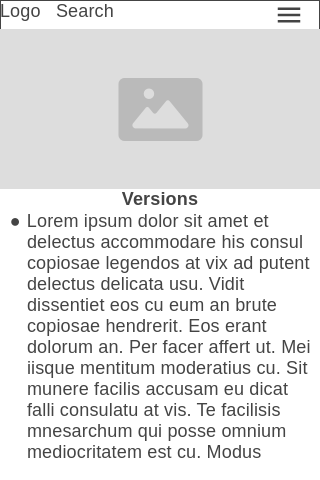 Logo Search
Versions
● Lorem ipsum dolor sit amet et
delectus accommodare his consul
copiosae legendos at vix ad putent
delectus delicata usu. Vidit
dissentiet eos cu eum an brute
copiosae hendrerit. Eos erant
dolorum an. Per facer affert ut. Mei
iisque mentitum moderatius cu. Sit
munere facilis accusam eu dicat
falli consulatu at vis. Te facilisis
mnesarchum qui posse omnium
mediocritatem est cu. Modus